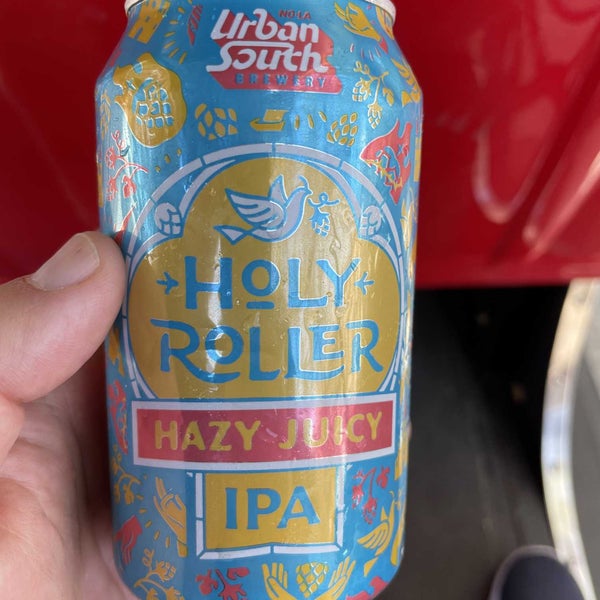 NOLA
Urban
South
BREWERY
HOLY
ROLLER
HAZY JUICY
IPA